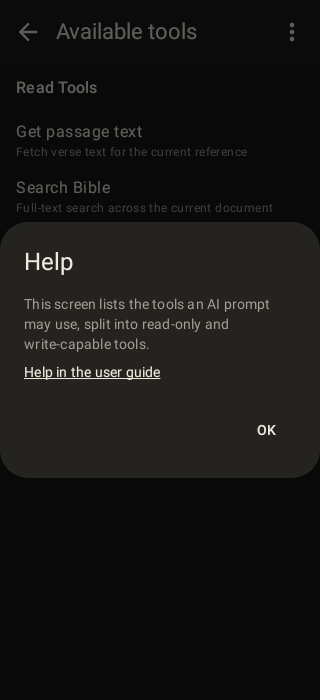 Available tools
Read Tools
Get passage text
Fetch verse text for the current reference
Search Bible
Full-text search across the current document
Help
This screen lists the tools an AI prompt
may use, split into read-only and
write-capable tools.
Help in the user guide
OK